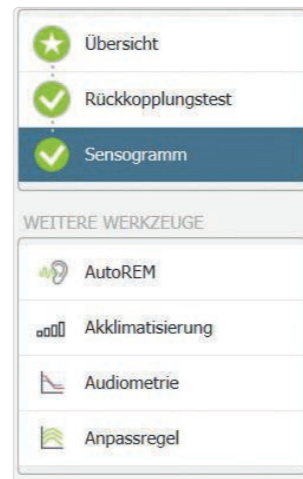 Übersicht
Rückkopplungstest
Sensogramm
WEITERE WERKZEUGE
AutoREM
Akklimatisierung
Audiometrie
Anpassregel